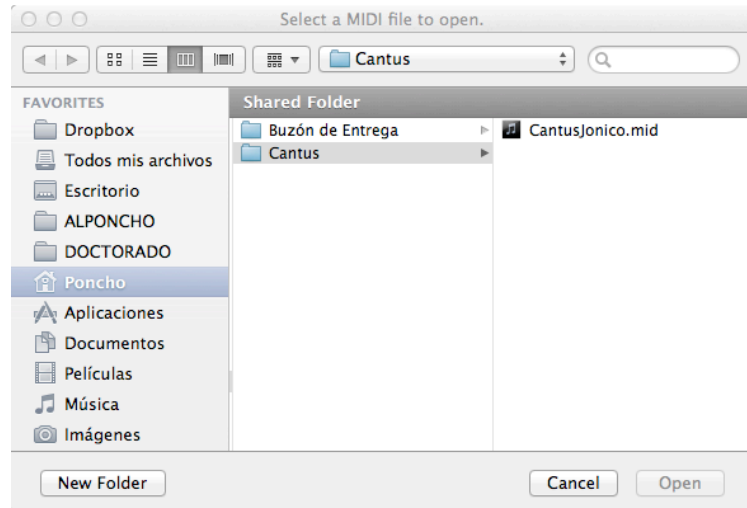 Select a MIDI file to open.
Cantus
FAVORITES
Dropbox
Todos mis archivos
Escritorio
ALPONCHO
DOCTORADO
Poncho
Aplicaciones
Documentos
Películas
Música
Imágenes
Shared Folder
Buzón de Entrega
Cantus
CantusJonico.mid
New Folder
Cancel
Open